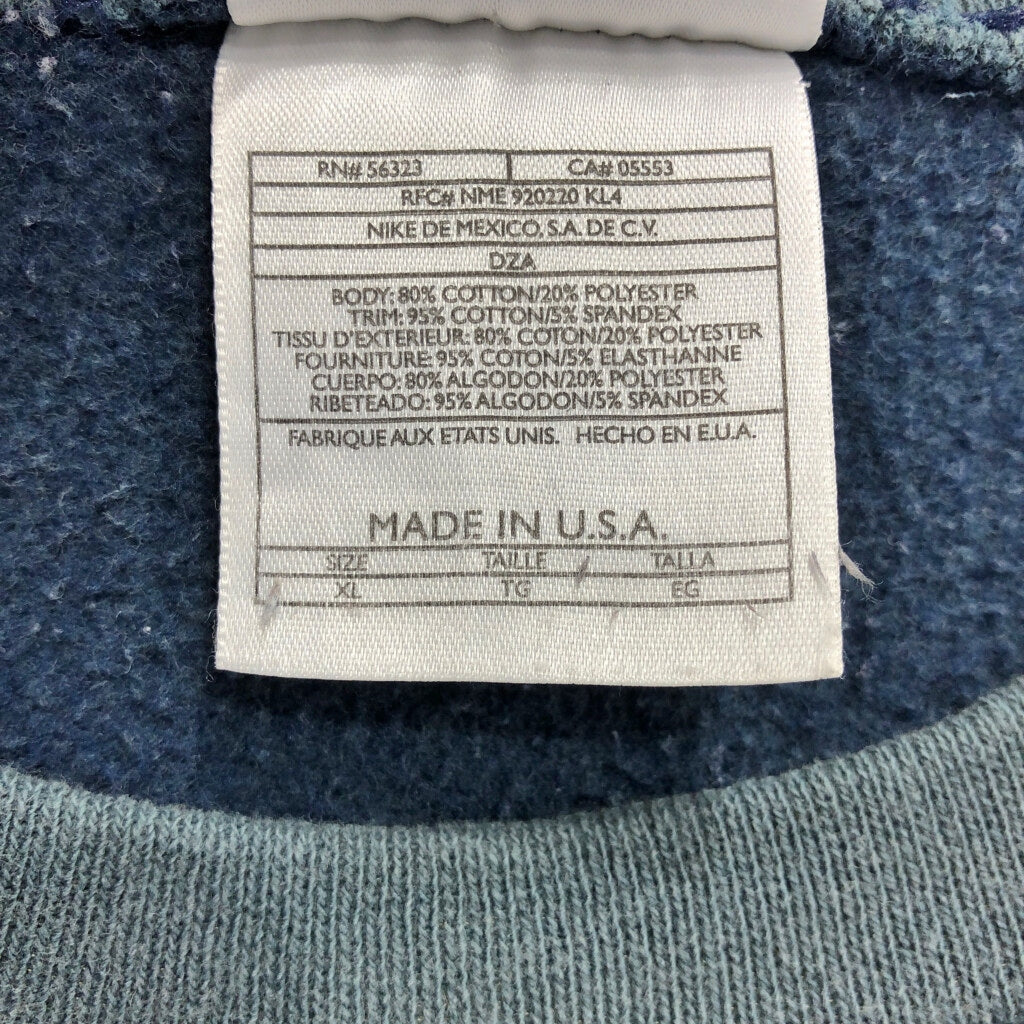 RN# 56323 CA# 05553
RFC# NME 920220 KL4
NIKE DE MEXICO, S.A. DE C.V.
DZA
BODY: 80% COTTON/20% POLYESTER
TRIM: 95% COTTON/5% SPANDEX
TISSU D'EXTERIEUR: 80% COTON/20% POLYESTER
FOURNITURE: 95% COTON/5% ELASTHANNE
CUERPO: 80% ALGODON/20% POLYESTER
RIBETEADO: 95% ALGODON/5% SPANDEX
FABRIQUE AUX ETATS UNIS. HECHO EN E.U.A.
MADE IN U.S.A.
SIZE TAILLE TALLA
XL TG EG